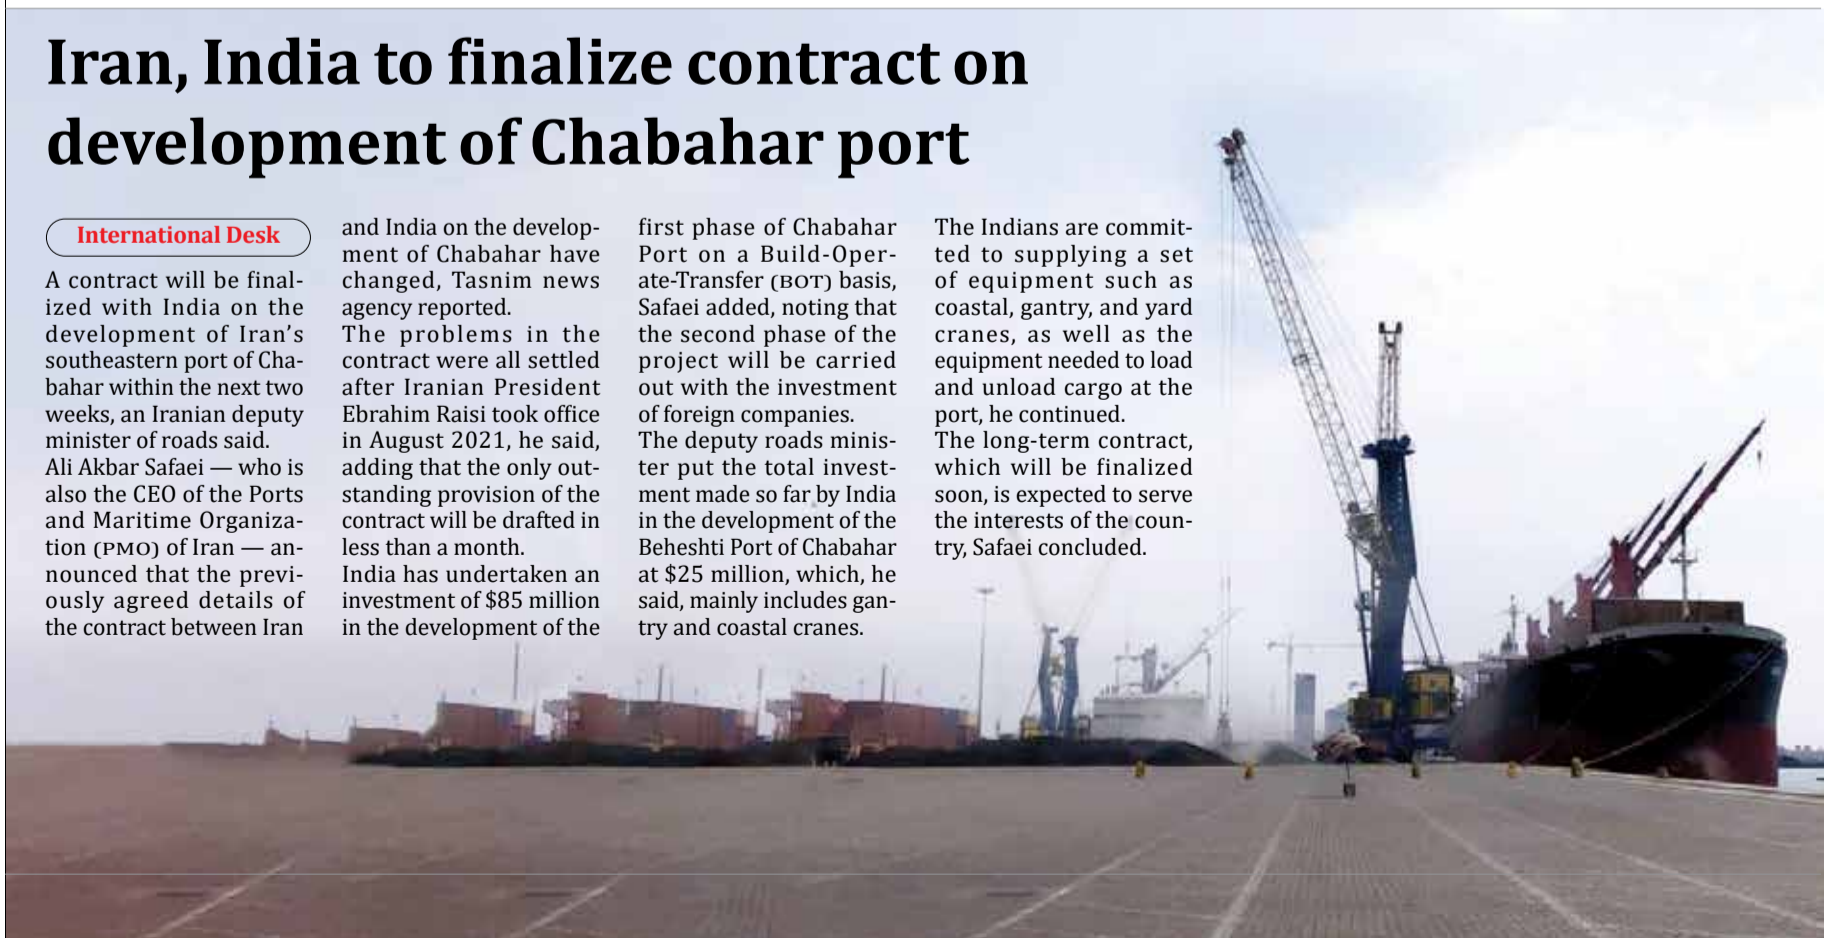 Iran, India to finalize contract on
development of Chabahar port
International Desk
A contract will be final-
ized with India on the
development of Iran's
southeastern port of Cha-
bahar within the next two
weeks, an Iranian deputy
minister of roads said.
Ali Akbar Safaei — who is
also the CEO of the Ports
and Maritime Organiza-
tion (PMO) of Iran — an-
nounced that the previ-
ously agreed details of
the contract between Iran
and India on the develop-
ment of Chabahar have
changed, Tasnim news
agency reported.
The problems in the
contract were all settled
after Iranian President
Ebrahim Raisi took office
in August 2021, he said,
adding that the only out-
standing provision of the
contract will be drafted in
less than a month.
India has undertaken an
investment of $85 million
in the development of the
first phase of Chabahar
Port on a Build-Oper-
ate-Transfer (BOT) basis,
Safaei added, noting that
the second phase of the
project will be carried
out with the investment
of foreign companies.
The deputy roads minis-
ter put the total invest-
ment made so far by India
in the development of the
Beheshti Port of Chabahar
at $25 million, which, he
said, mainly includes gan-
try and coastal cranes.
The Indians are commit-
ted to supplying a set
of equipment such as
coastal, gantry, and yard
cranes, as well as the
equipment needed to load
and unload cargo at the
port, he continued.
The long-term contract,
which will be finalized
soon, is expected to serve
the interests of the coun-
try, Safaei concluded.